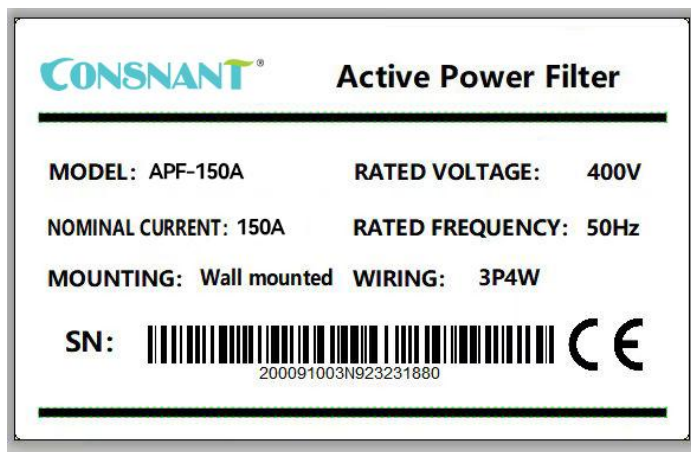 CONSNANT® Active Power Filter
MODEL: APF-150A RATED VOLTAGE: 400V
NOMINAL CURRENT: 150A RATED FREQUENCY: 50Hz
MOUNTING: Wall mounted WIRING: 3P4W
SN: CE
200091003N923231880